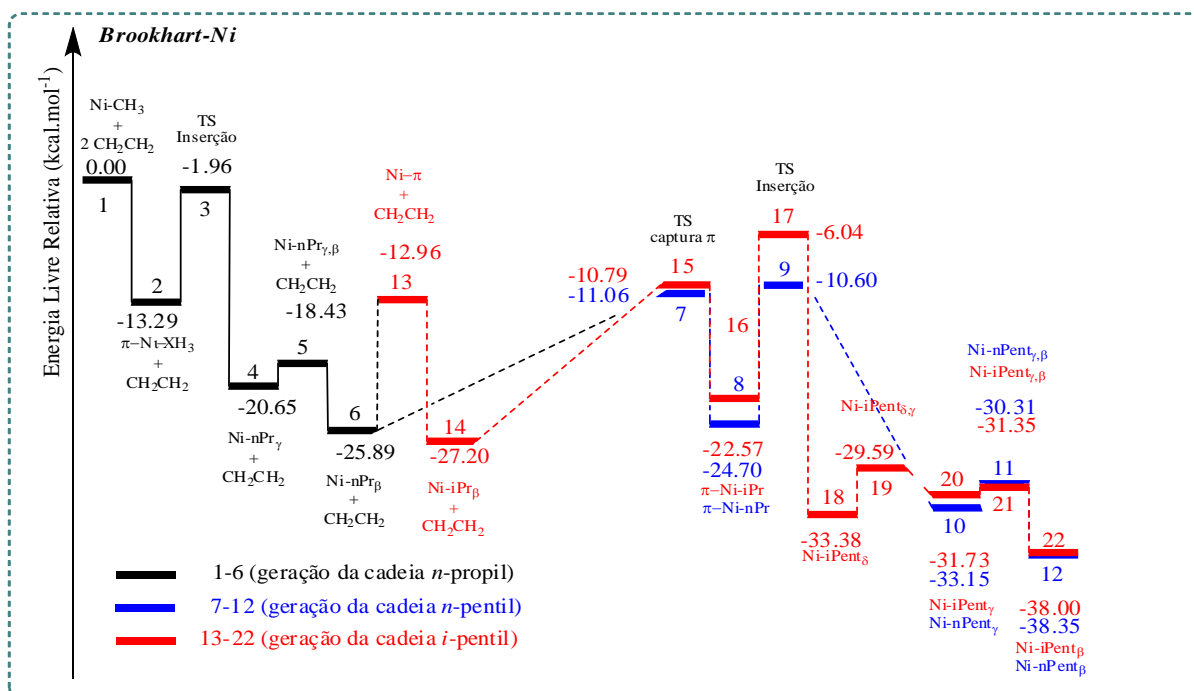 Brookhart-Ni
Energia Livre Relativa (kcal.mol-1)
Ni-CH3
+
2 CH2CH2
0.00
1
2
-13.29
π–Ni-XH3
+
CH2CH2
TS
Inserção
-1.96
3
4
-20.65
Ni-nPrγ
+
CH2CH2
Ni-nPrγ,β
+
CH2CH2
-18.43
5
6
-25.89
Ni-nPrβ
+
CH2CH2
Ni–π
+
CH2CH2
-12.96
13
14
-27.20
Ni-iPrβ
+
CH2CH2
TS
captura π
-10.79
-11.06
15
7
16
8
-22.57
-24.70
π–Ni-iPr
π–Ni-nPr
TS
Inserção
17
-6.04
9
-10.60
18
-33.38
Ni-iPentδ
Ni-iPentδ,γ
-29.59
19
20
10
-31.73
-33.15
Ni-iPentγ
Ni-nPentγ
Ni-nPentγ,β
Ni-iPentγ,β
-30.31
-31.35
11
21
22
12
-38.00
-38.35
Ni-iPentβ
Ni-nPentβ
1-6 (geração da cadeia n-propil)
7-12 (geração da cadeia n-pentil)
13-22 (geração da cadeia i-pentil)